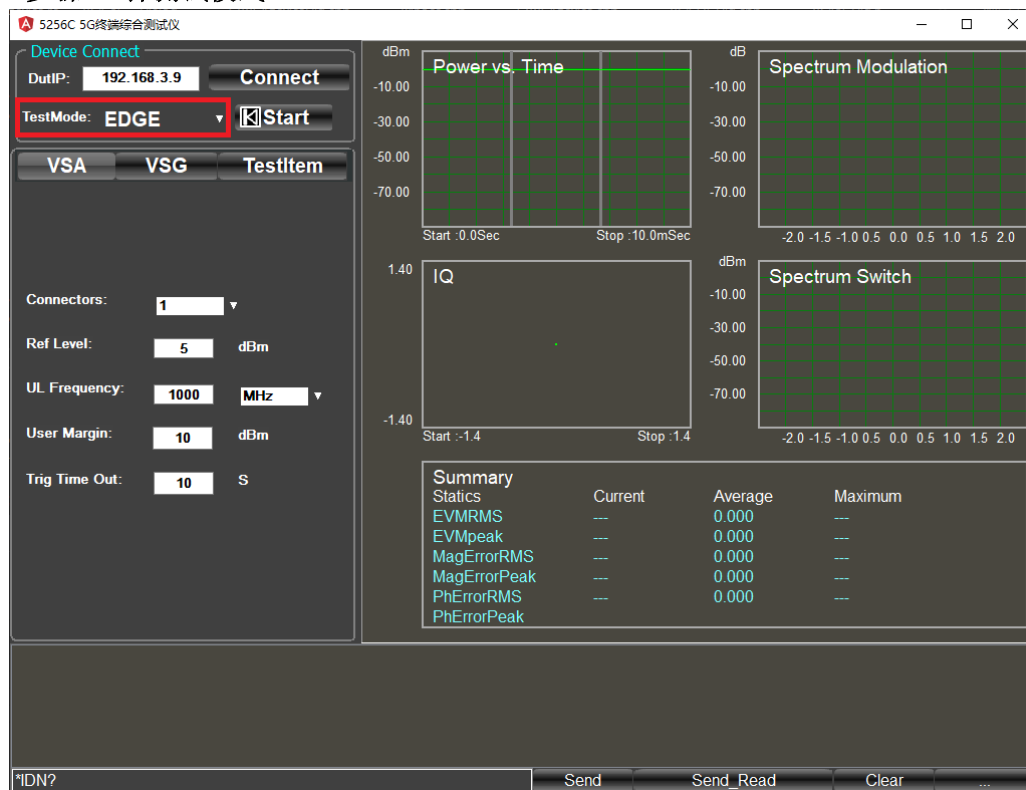 5256C 5G终端综合测试仪
Device Connect
DutIP: 192.168.3.9 Connect
TestMode: EDGE Start
VSA VSG TestItem
Connectors: 1
Ref Level: 5 dBm
UL Frequency: 1000 MHz
User Margin: 10 dBm
Trig Time Out: 10 S
dBm
Power vs. Time
-10.00
-30.00
-50.00
-70.00
Start :0.0Sec Stop :10.0mSec
dB
Spectrum Modulation
-10.00
-30.00
-50.00
-70.00
-2.0 -1.5 -1.0 0.5 0.0 0.5 1.0 1.5 2.0
1.40
IQ
-1.40
Start :-1.4 Stop :1.4
dBm
Spectrum Switch
-10.00
-30.00
-50.00
-70.00
-2.0 -1.5 -1.0 0.5 0.0 0.5 1.0 1.5 2.0
Summary
Statics Current Average Maximum
EVMRMS --- 0.000 ---
EVMpeak --- 0.000 ---
MagErrorRMS --- 0.000 ---
MagErrorPeak --- 0.000 ---
PhErrorRMS --- 0.000 ---
PhErrorPeak
*IDN? Send Send_Read Clear ...